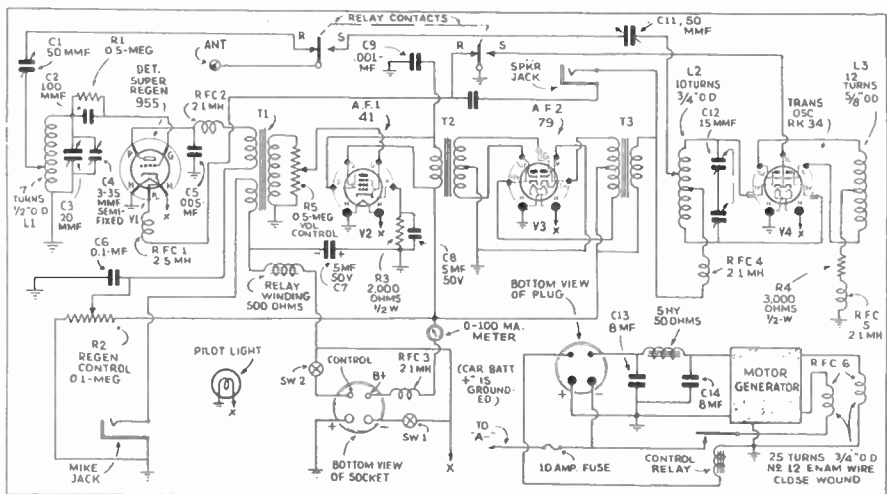 RELAY CONTACTS
C1
50 MMF
R1
0.5-MEG
C2
100
MMF
DET.
SUPER
REGEN
955
ANT
R
S
RFC2
2.1 MH
C9
.001-
MF
R
S
SPKR
JACK
C11, 50
MMF
L2
10 TURNS
3/4" O D
C12
15 MMF
TRANS
OSC
RK 34
L3
12
TURNS
5/8" OD
T1
A.F.1
41
T2
A.F.2
79
T3
P
G
H
H
K
7
TURNS
1/2" O D
L1
C3
20
MMF
C4
3-35
MMF
SEMI-
FIXED
V1
X
C5
.005-
MF
R5
0.5-MEG
VOL
CONTROL
V2
X
V3
X
V4
X
RFC 1
2.5 MH
C6
0.1-MF
RELAY
WINDING
500 OHMS
- +
5MF
50V
C7
R3
2,000
OHMS
1/2 W
C8
5 MF
50V
RFC 4
2.1 MH
R4
3,000
OHMS
1/2-W
RFC
5
2.1 MH
R2
REGEN
CONTROL
0.1-MEG
PILOT LIGHT
X
SW 2
CONTROL
B+
RFC 3
2.1 MH
0-100 MA.
METER
BOTTOM VIEW
OF PLUG
C13
8 MF
5 HY
50 OHMS
C14
8MF
MOTOR
GENERATOR
RFC 6
(CAR BATT
"+" IS
GROUND-
ED)
+
-
+
-
SW 1
MIKE
JACK
BOTTOM VIEW
OF SOCKET
X
TO
"A-"
10 AMP. FUSE
CONTROL
RELAY
25 TURNS 3/4" O D
No 12 ENAM WIRE
CLOSE WOUND